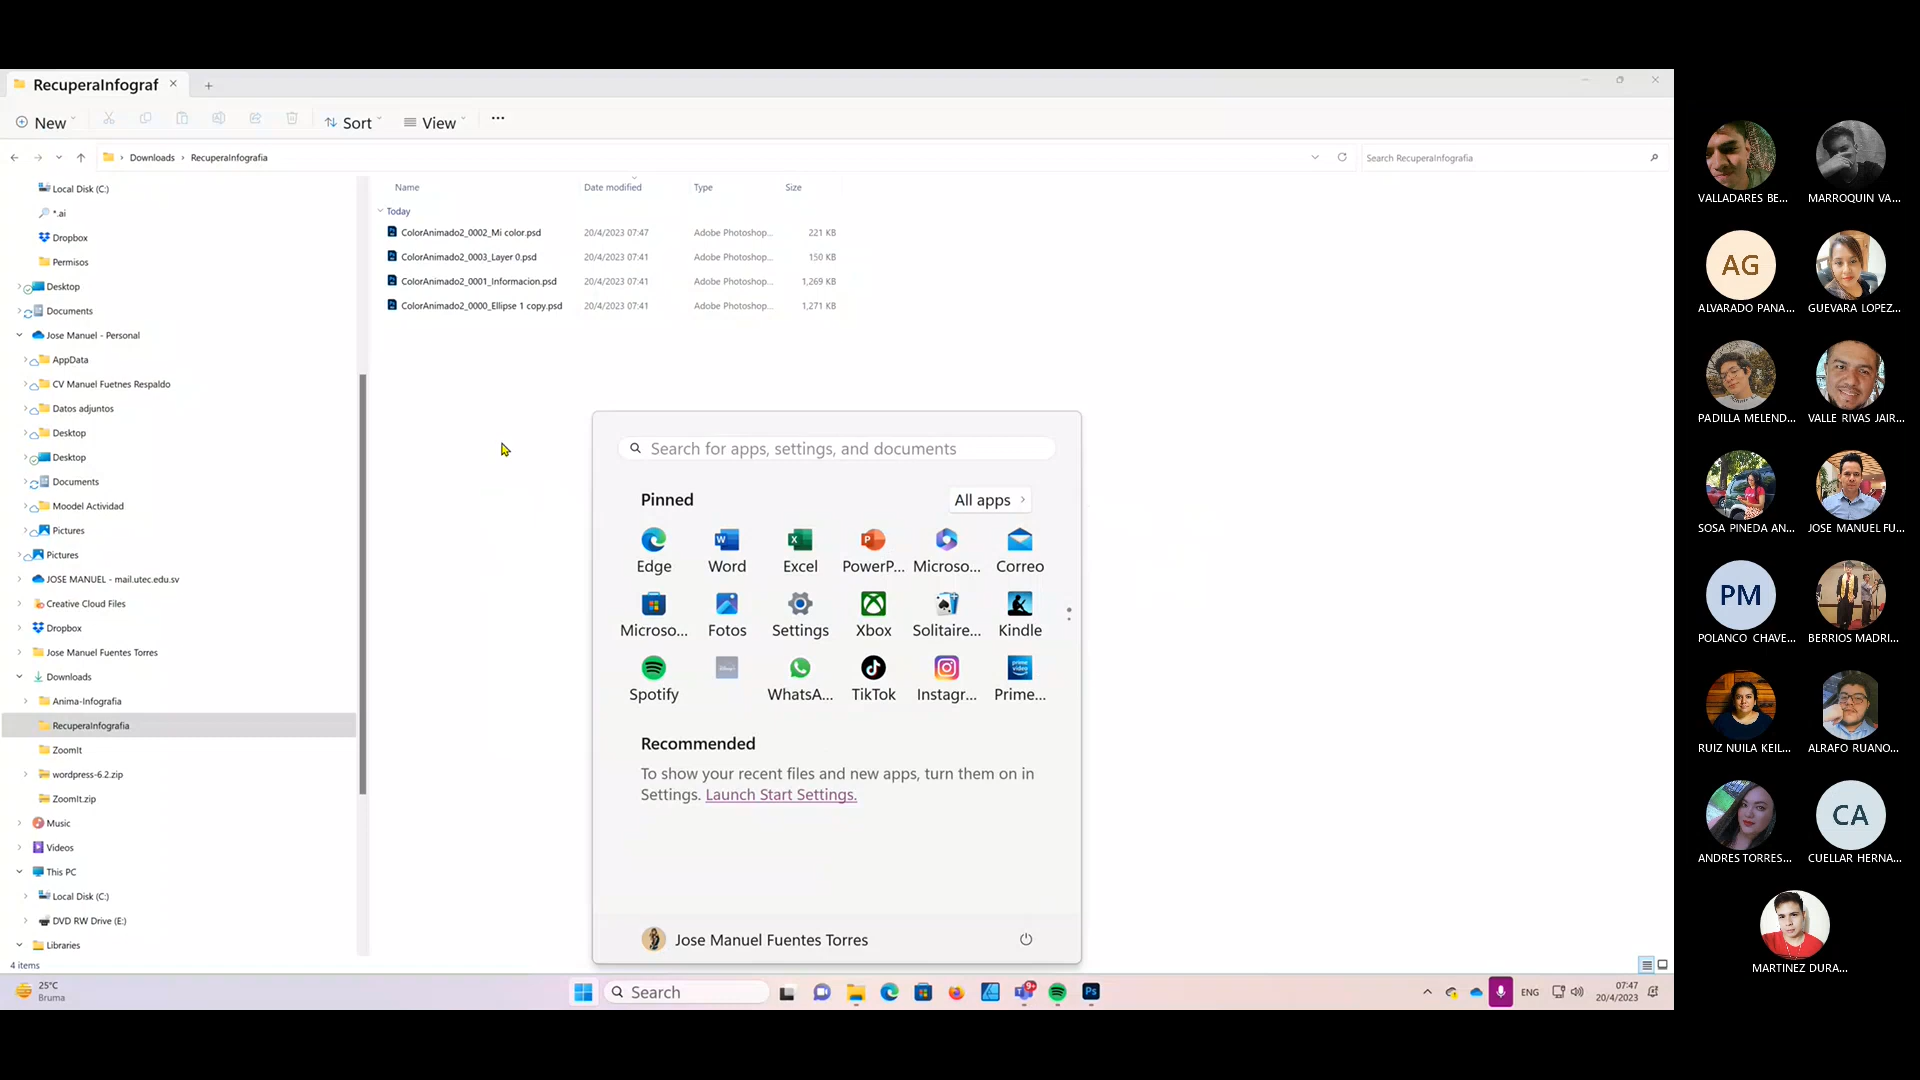 RecuperaInfograf
New
Sort
View
Downloads
RecuperaInfografia
Search RecuperaInfografia
Local Disk (C:)
*.ai
Dropbox
Permisos
Desktop
Documents
Jose Manuel - Personal
AppData
CV Manuel Fuetnes Respaldo
Datos adjuntos
Desktop
Desktop
Documents
Moodel Actividad
Pictures
Pictures
JOSE MANUEL - mail.utec.edu.sv
Creative Cloud Files
Dropbox
Jose Manuel Fuentes Torres
Downloads
Anima-Infografia
RecuperaInfografia
ZoomIt
wordpress-6.2.zip
ZoomIt.zip
Music
Videos
This PC
Local Disk (C:)
DVD RW Drive (E:)
Libraries
4 items
Name Date modified Type Size
Today
ColorAnimado2_0002_Mi color.psd 20/4/2023 07:47 Adobe Photoshop... 221 KB
ColorAnimado2_0003_Layer 0.psd 20/4/2023 07:41 Adobe Photoshop... 150 KB
ColorAnimado2_0001_Informacion.psd 20/4/2023 07:41 Adobe Photoshop... 1,269 KB
ColorAnimado2_0000_Ellipse 1 copy.psd 20/4/2023 07:41 Adobe Photoshop... 1,271 KB
Search for apps, settings, and documents
Pinned
All apps
Edge Word Excel PowerP... Microso... Correo
Microso... Fotos Settings Xbox Solitaire... Kindle
Spotify WhatsA... TikTok Instagr... Prime...
Recommended
To show your recent files and new apps, turn them on in
Settings. Launch Start Settings.
Jose Manuel Fuentes Torres
25°C
Bruma
Search
ENG
07:47
20/4/2023
VALLADARES BE... MARROQUIN VA...
AG
ALVARADO PANA... GUEVARA LOPEZ...
PADILLA MELEND... VALLE RIVAS JAIR...
SOSA PINEDA AN... JOSE MANUEL FU...
PM
POLANCO CHAVE... BERRIOS MADRI...
RUIZ NUILA KEIL... ALRAFO RUANO...
CA
ANDRES TORRES... CUELLAR HERNA...
MARTINEZ DURA...